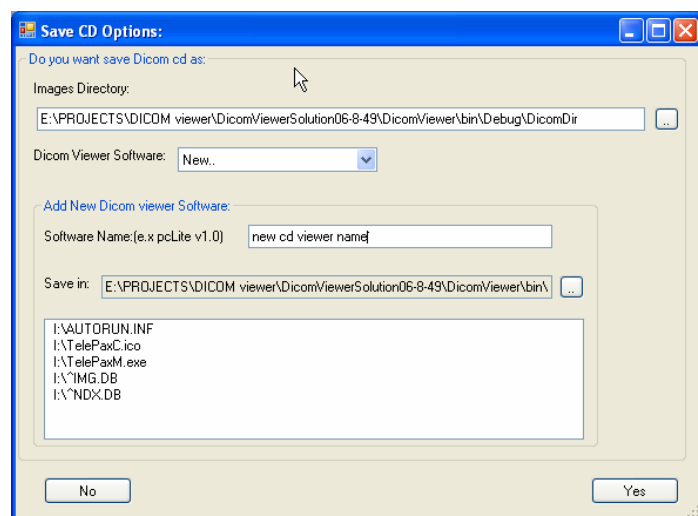 Save CD Options:
Do you want save Dicom cd as:
Images Directory:
E:\PROJECTS\DICOM viewer\DicomViewerSolution06-8-49\DicomViewer\bin\Debug\DicomDir
..
Dicom Viewer Software: New..
Add New Dicom viewer Software:
Software Name:(e.x pcLite v1.0) new cd viewer name
Save in: E:\PROJECTS\DICOM viewer\DicomViewerSolution06-8-49\DicomViewer\bin\ ..
I:\AUTORUN.INF
I:\TelePaxC.ico
I:\TelePaxM.exe
I:\^IMG.DB
I:\^NDX.DB
No Yes